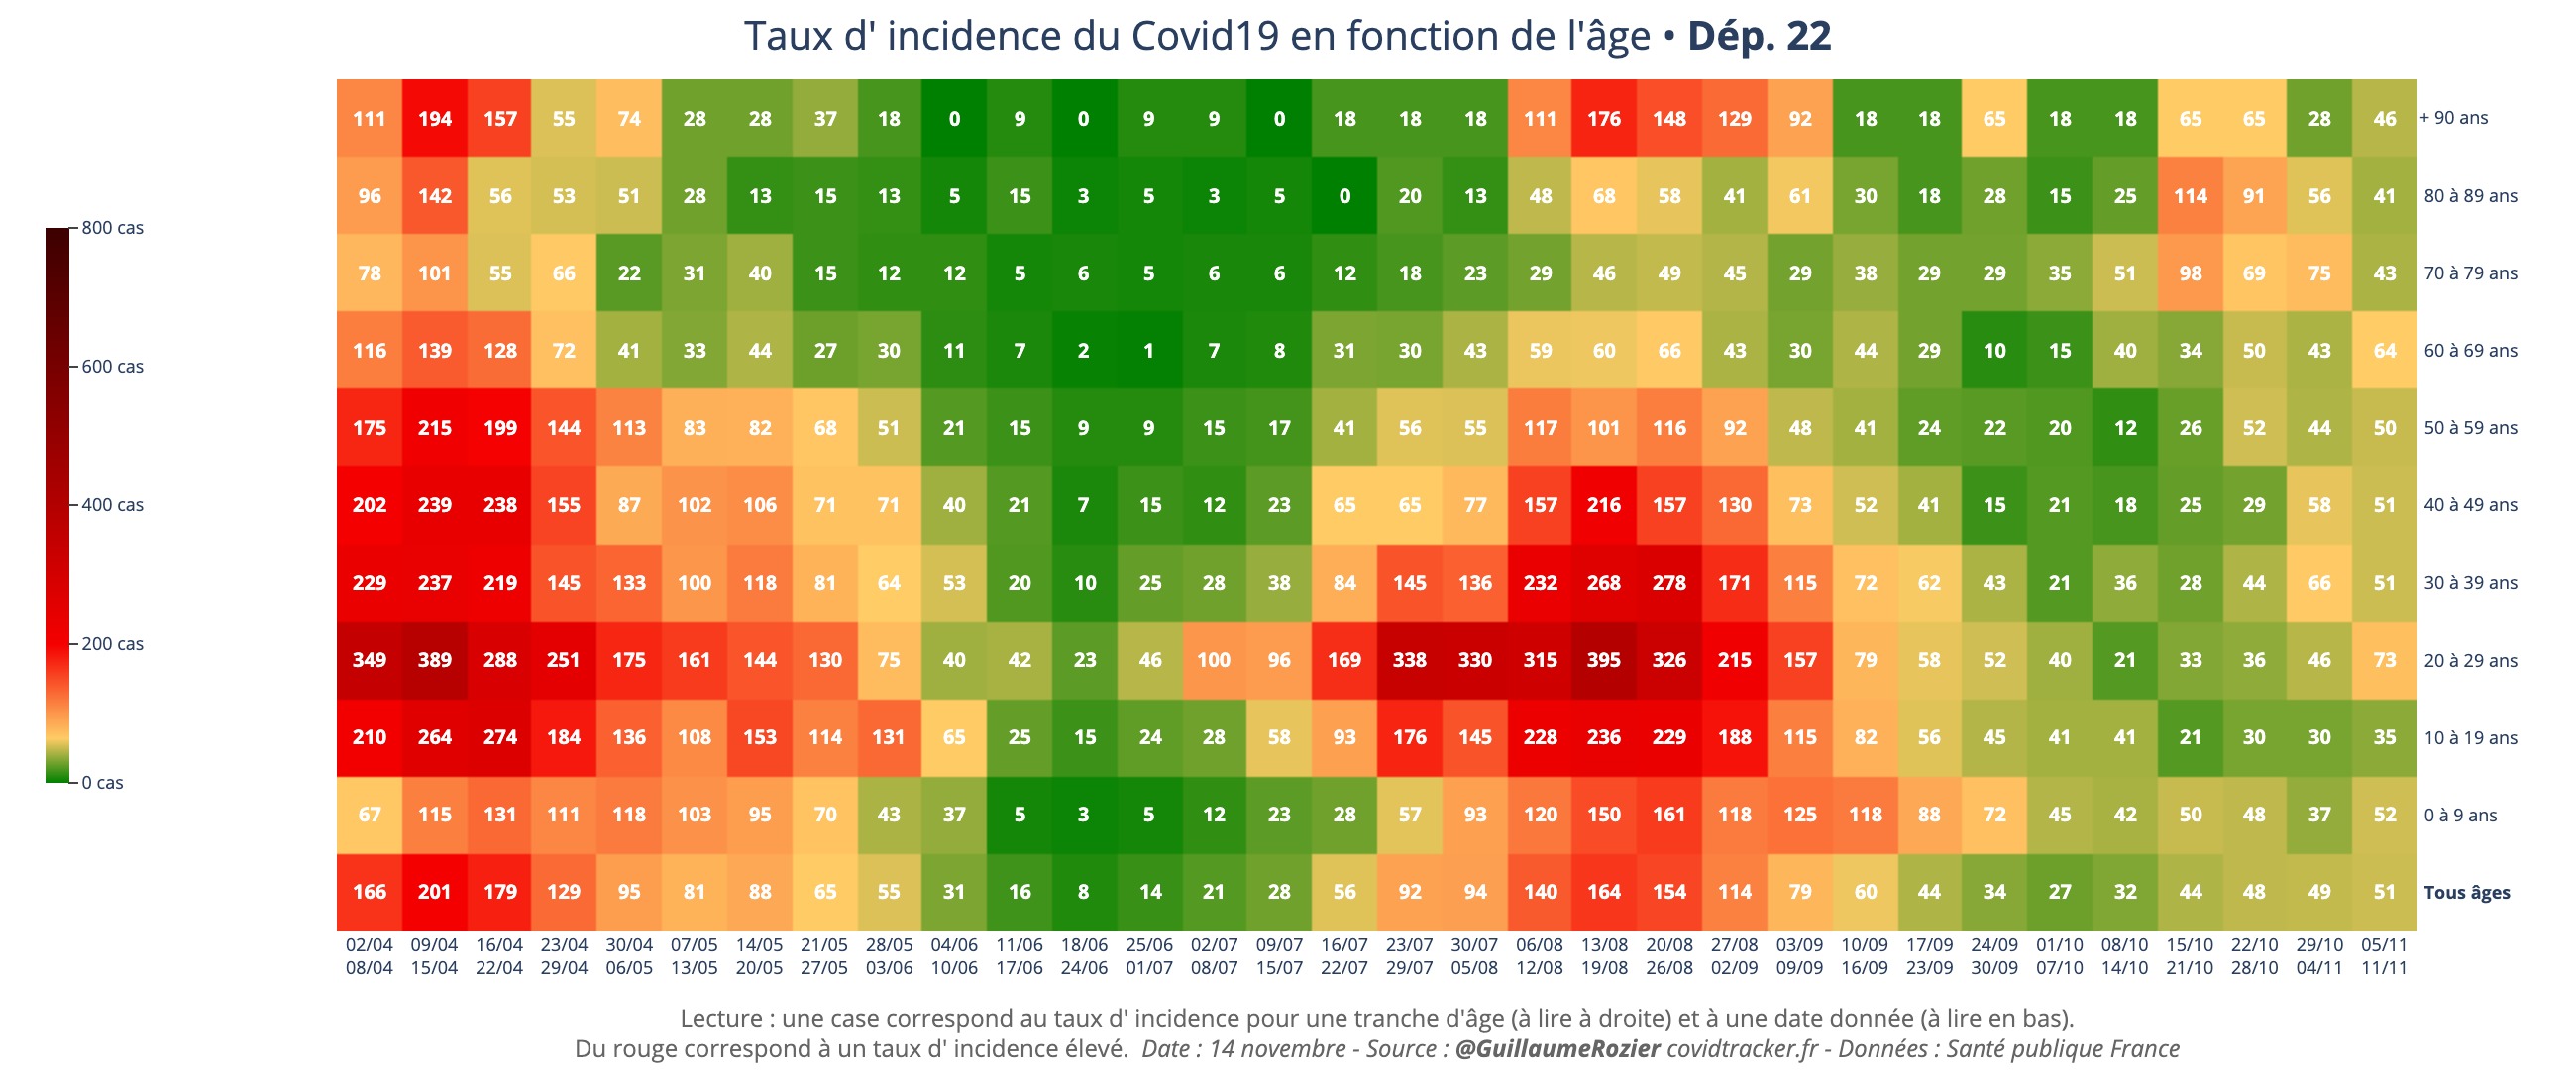 Taux d' incidence du Covid19 en fonction de l'âge • Dép. 22
800 cas
600 cas
400 cas
200 cas
0 cas
111 194 157 55 74 28 28 37 18 0 9 0 9 9 0 18 18 18 111 176 148 129 92 18 18 65 18 18 65 65 28 46 + 90 ans
96 142 56 53 51 28 13 15 13 5 15 3 5 3 5 0 20 13 48 68 58 41 61 30 18 28 15 25 114 91 56 41 80 à 89 ans
78 101 55 66 22 31 40 15 12 12 5 6 5 6 6 12 18 23 29 46 49 45 29 38 29 29 35 51 98 69 75 43 70 à 79 ans
116 139 128 72 41 33 44 27 30 11 7 2 1 7 8 31 30 43 59 60 66 43 30 44 29 10 15 40 34 50 43 64 60 à 69 ans
175 215 199 144 113 83 82 68 51 21 15 9 9 15 17 41 56 55 117 101 116 92 48 41 24 22 20 12 26 52 44 50 50 à 59 ans
202 239 238 155 87 102 106 71 71 40 21 7 15 12 23 65 65 77 157 216 157 130 73 52 41 15 21 18 25 29 58 51 40 à 49 ans
229 237 219 145 133 100 118 81 64 53 20 10 25 28 38 84 145 136 232 268 278 171 115 72 62 43 21 36 28 44 66 51 30 à 39 ans
349 389 288 251 175 161 144 130 75 40 42 23 46 100 96 169 338 330 315 395 326 215 157 79 58 52 40 21 33 36 46 73 20 à 29 ans
210 264 274 184 136 108 153 114 131 65 25 15 24 28 58 93 176 145 228 236 229 188 115 82 56 45 41 41 21 30 30 35 10 à 19 ans
67 115 131 111 118 103 95 70 43 37 5 3 5 12 23 28 57 93 120 150 161 118 125 118 88 72 45 42 50 48 37 52 0 à 9 ans
166 201 179 129 95 81 88 65 55 31 16 8 14 21 28 56 92 94 140 164 154 114 79 60 44 34 27 32 44 48 49 51 Tous âges
02/04 09/04 16/04 23/04 30/04 07/05 14/05 21/05 28/05 04/06 11/06 18/06 25/06 02/07 09/07 16/07 23/07 30/07 06/08 13/08 20/08 27/08 03/09 10/09 17/09 24/09 01/10 08/10 15/10 22/10 29/10 05/11
08/04 15/04 22/04 29/04 06/05 13/05 20/05 27/05 03/06 10/06 17/06 24/06 01/07 08/07 15/07 22/07 29/07 05/08 12/08 19/08 26/08 02/09 09/09 16/09 23/09 30/09 07/10 14/10 21/10 28/10 04/11 11/11
Lecture : une case correspond au taux d' incidence pour une tranche d'âge (à lire à droite) et à une date donnée (à lire en bas).
Du rouge correspond à un taux d' incidence élevé. Date : 14 novembre - Source : @GuillaumeRozier covidtracker.fr - Données : Santé publique France